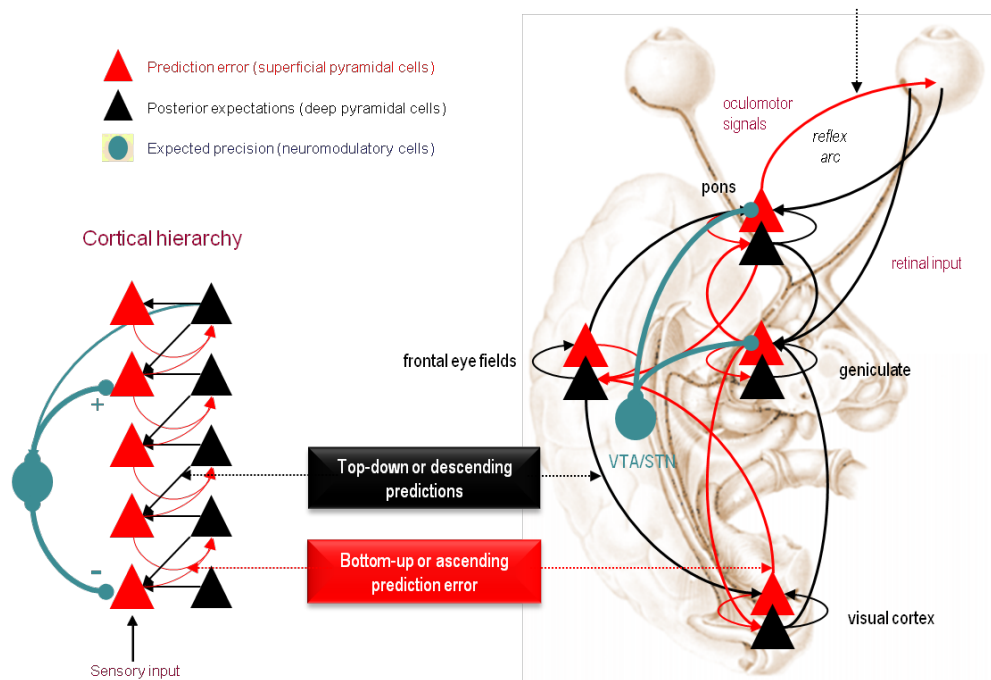 Prediction error (superficial pyramidal cells)
Posterior expectations (deep pyramidal cells)
Expected precision (neuromodulatory cells)
Cortical hierarchy
+
-
Sensory input
Top-down or descending
predictions
Bottom-up or ascending
prediction error
oculomotor
signals
reflex
arc
pons
retinal input
frontal eye fields
geniculate
VTA/STN
visual cortex